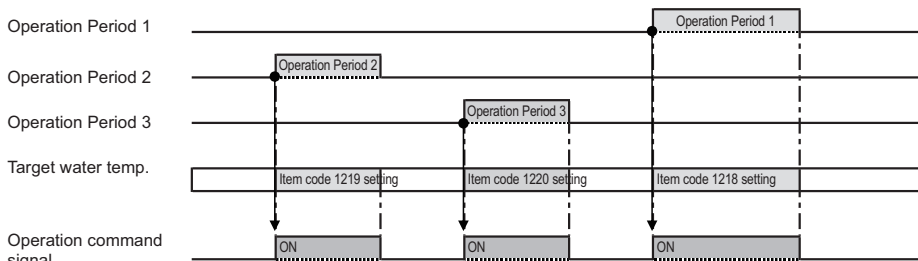 Operation Period 1
Operation Period 1
Operation Period 2
Operation Period 2
Operation Period 3
Operation Period 3
Target water temp.
Item code 1219 setting
Item code 1220 setting
Item code 1218 setting
Operation command
signal
ON
ON
ON